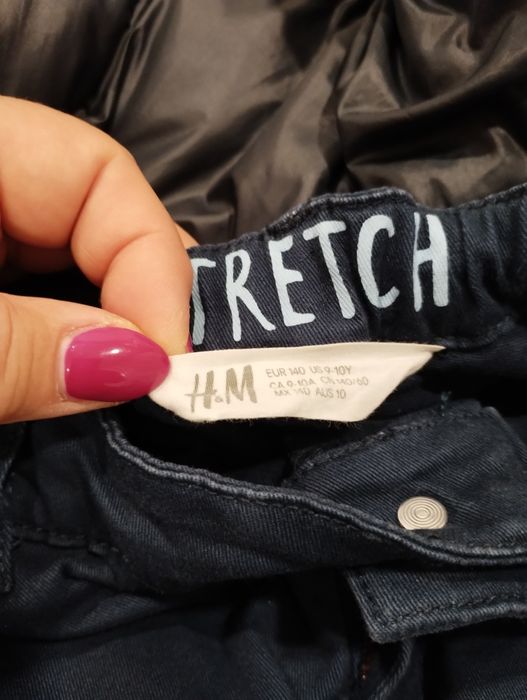 TRETCH
H&M
EUR 140 US 9-10Y
CA 9-10A CN 140/60
MX 140 AUS 10